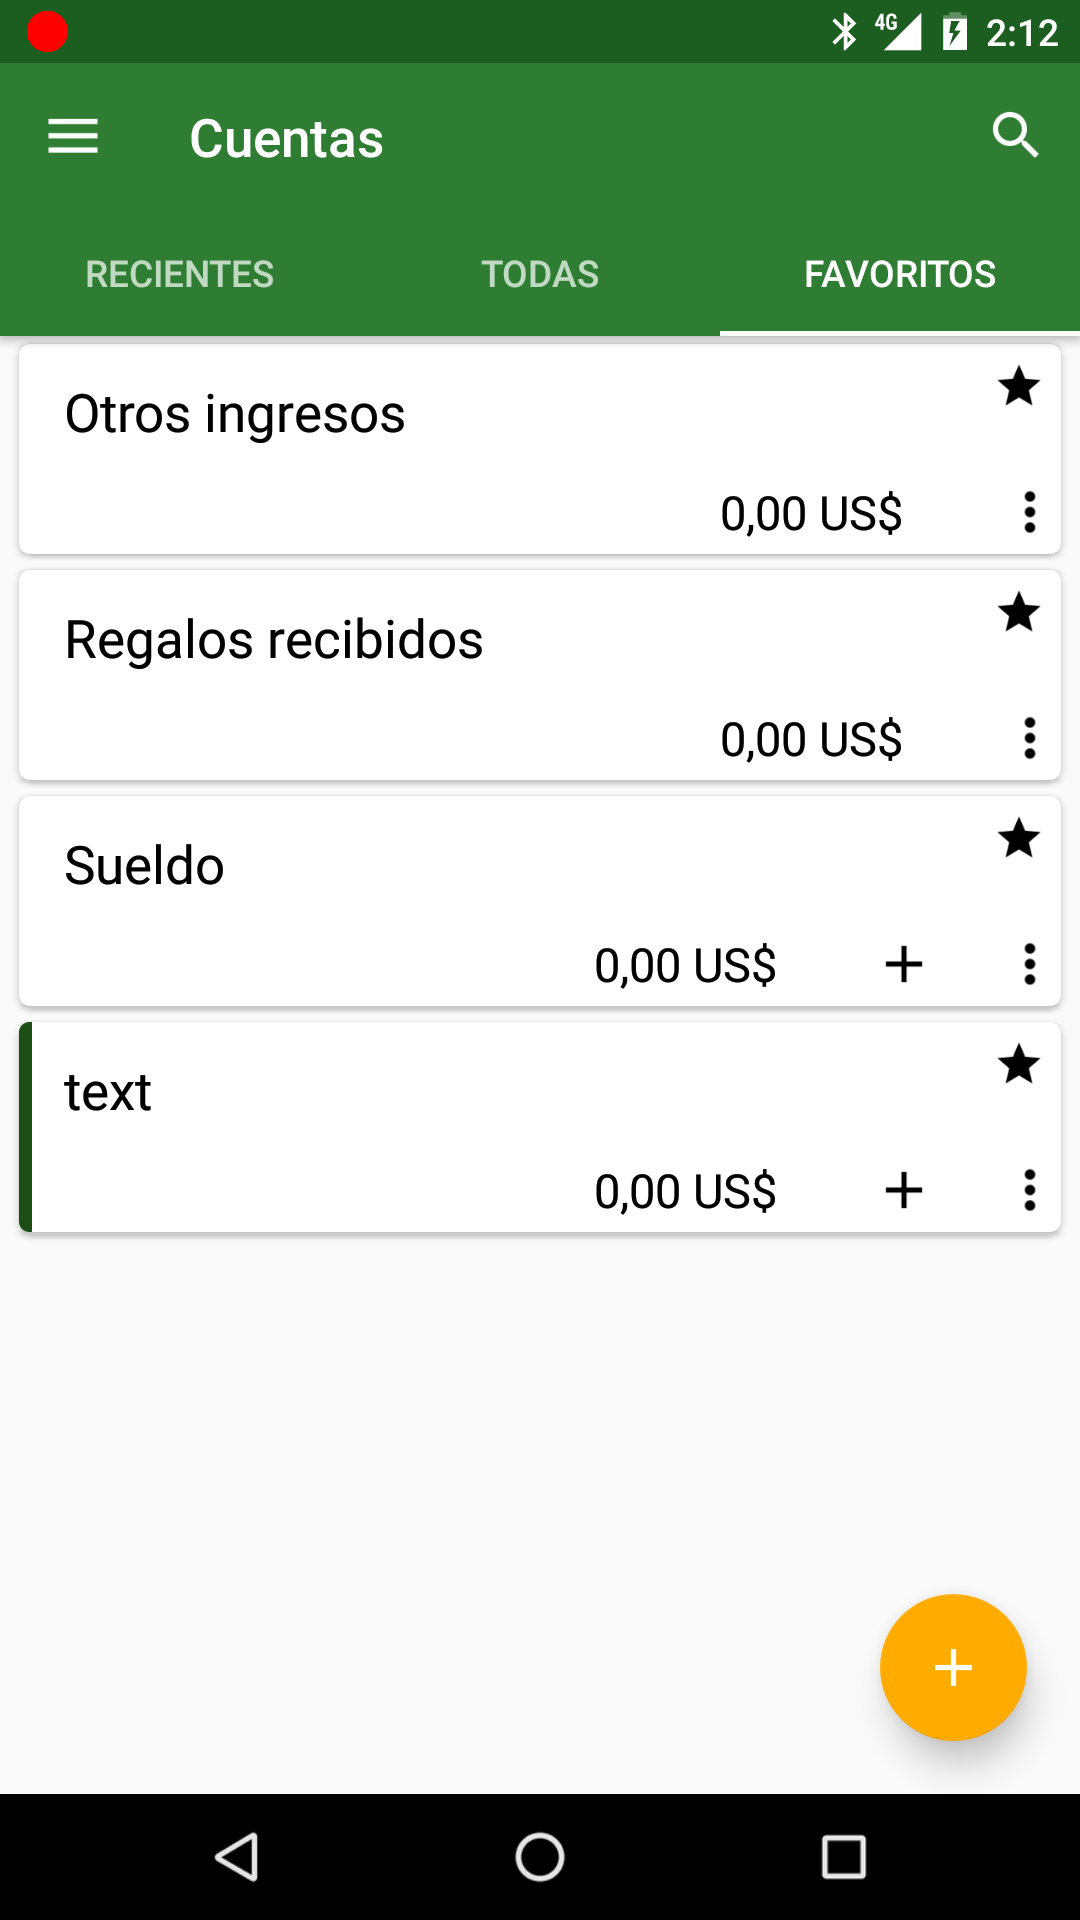 4G 2:12
Cuentas
RECIENTES TODAS FAVORITOS
Otros ingresos
0,00 US$
Regalos recibidos
0,00 US$
Sueldo
0,00 US$
text
0,00 US$